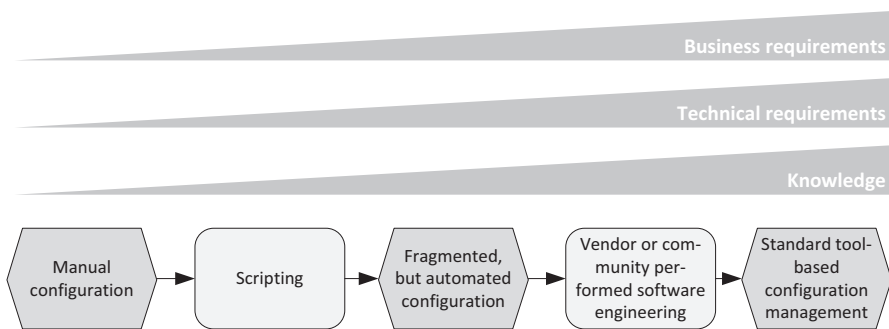 Business requirements
Technical requirements
Knowledge
Manual
configuration
Scripting
Fragmented,
but automated
configuration
Vendor or com-
munity per-
formed software
engineering
Standard tool-
based
configuration
management